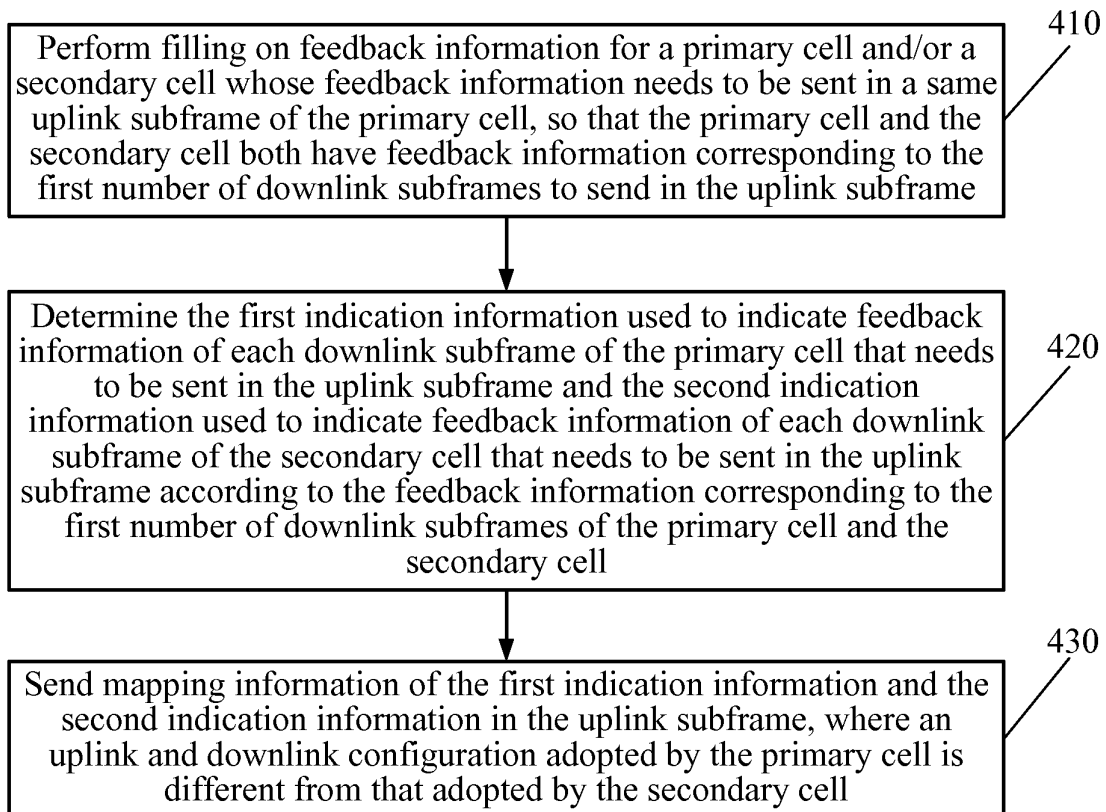 410
Perform filling on feedback information for a primary cell and/or a
secondary cell whose feedback information needs to be sent in a same
uplink subframe of the primary cell, so that the primary cell and the
secondary cell both have feedback information corresponding to the
first number of downlink subframes to send in the uplink subframe
420
Determine the first indication information used to indicate feedback
information of each downlink subframe of the primary cell that needs
to be sent in the uplink subframe and the second indication
information used to indicate feedback information of each downlink
subframe of the secondary cell that needs to be sent in the uplink
subframe according to the feedback information corresponding to the
first number of downlink subframes of the primary cell and the
secondary cell
430
Send mapping information of the first indication information and the
second indication information in the uplink subframe, where an
uplink and downlink configuration adopted by the primary cell is
different from that adopted by the secondary cell